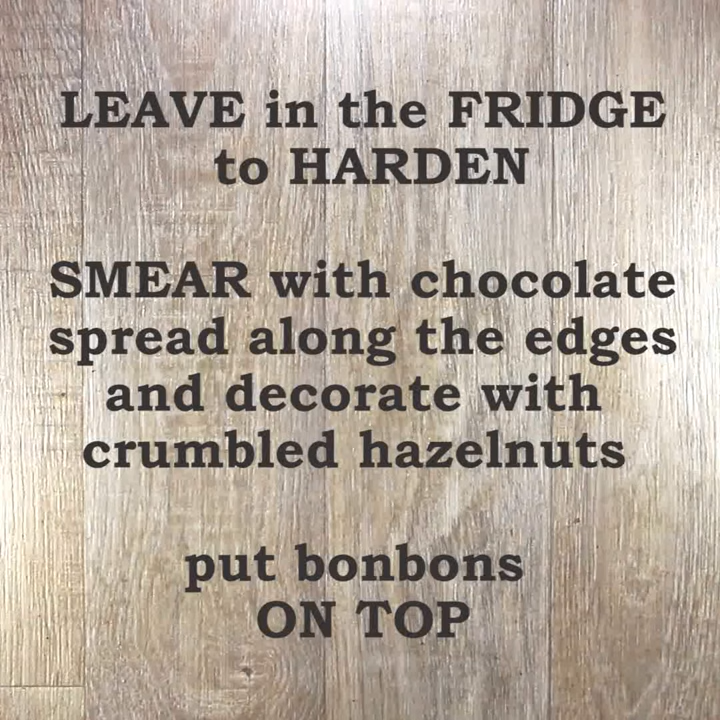 LEAVE in the FRIDGE
to HARDEN
SMEAR with chocolate
spread along the edges
and decorate with
crumbled hazelnuts
put bonbons
ON TOP